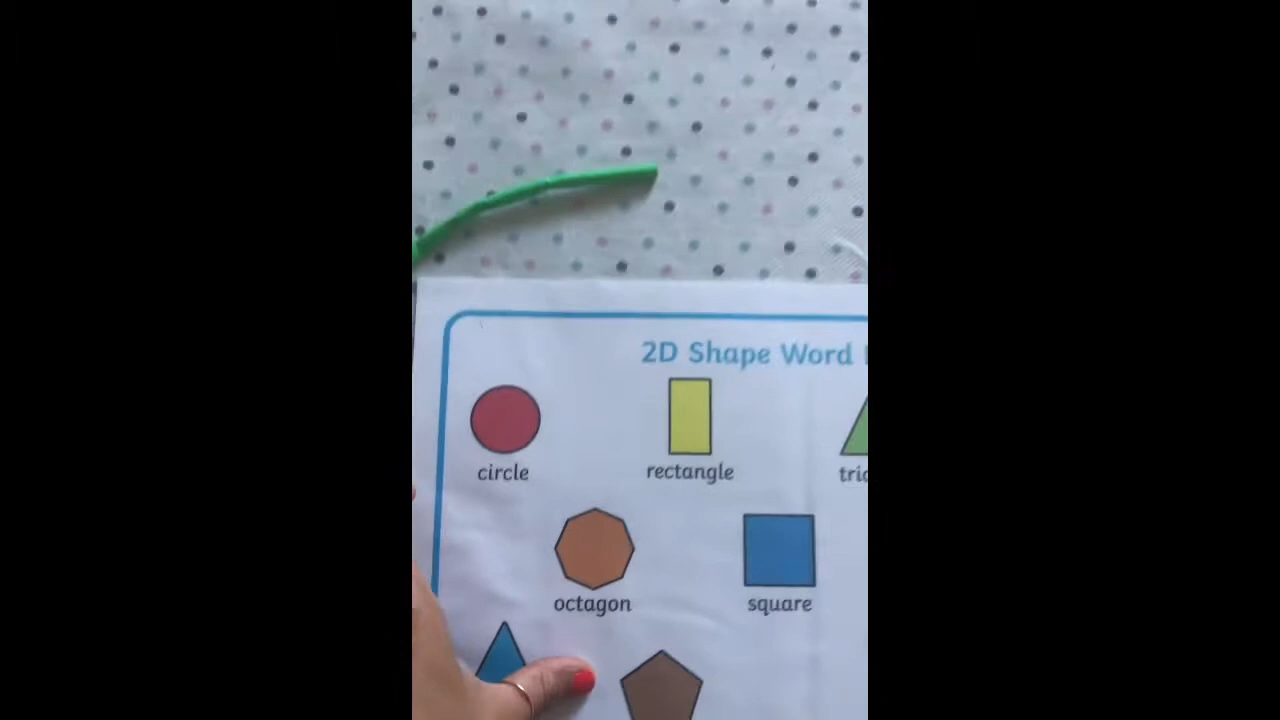 2D Shape Word
circle
rectangle
octagon
square